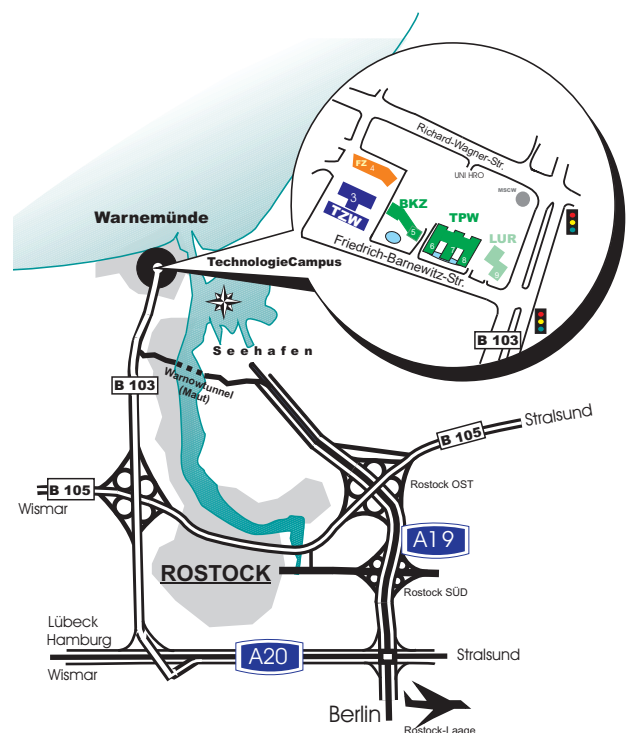 Richard-Wagner-Str.
UNI HRO
MSCW
FZ 4
3
TZW
BKZ
5
TPW
6 7 8
LUR
9
Friedrich-Barnewitz-Str.
B 103
Warnemünde
TechnologieCampus
Seehafen
Warnowtunnel
(Maut)
B 103
B 105
Stralsund
Rostock OST
B 105
Wismar
A19
ROSTOCK
Rostock SÜD
Lübeck
Hamburg
A20
Stralsund
Wismar
Berlin
Rostock-Laage